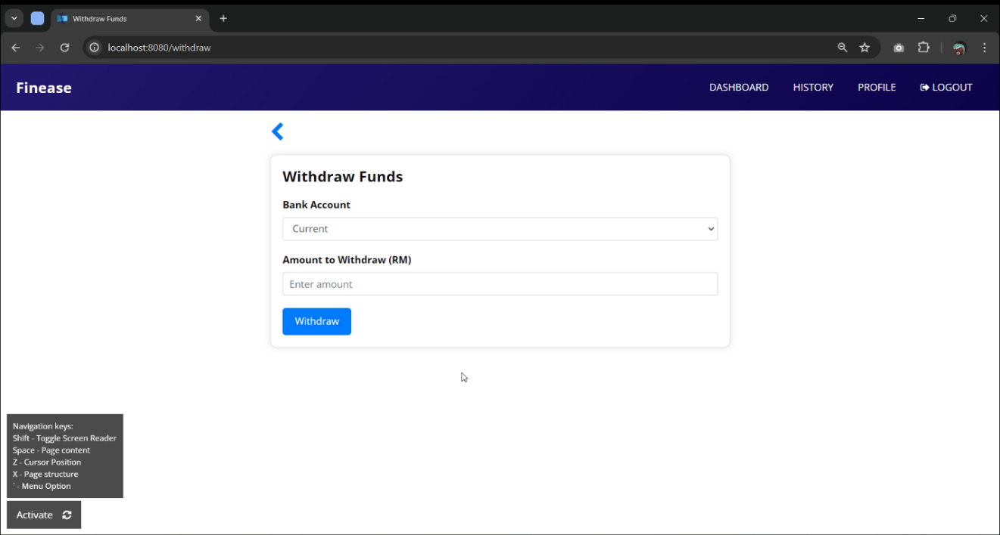 Withdraw Funds
localhost:8080/withdraw
Finease
DASHBOARD HISTORY PROFILE LOGOUT
Withdraw Funds
Bank Account
Current
Amount to Withdraw (RM)
Enter amount
Withdraw
Navigation keys:
Shift - Toggle Screen Reader
Space - Page content
Z - Cursor Position
X - Page structure
` - Menu Option
Activate